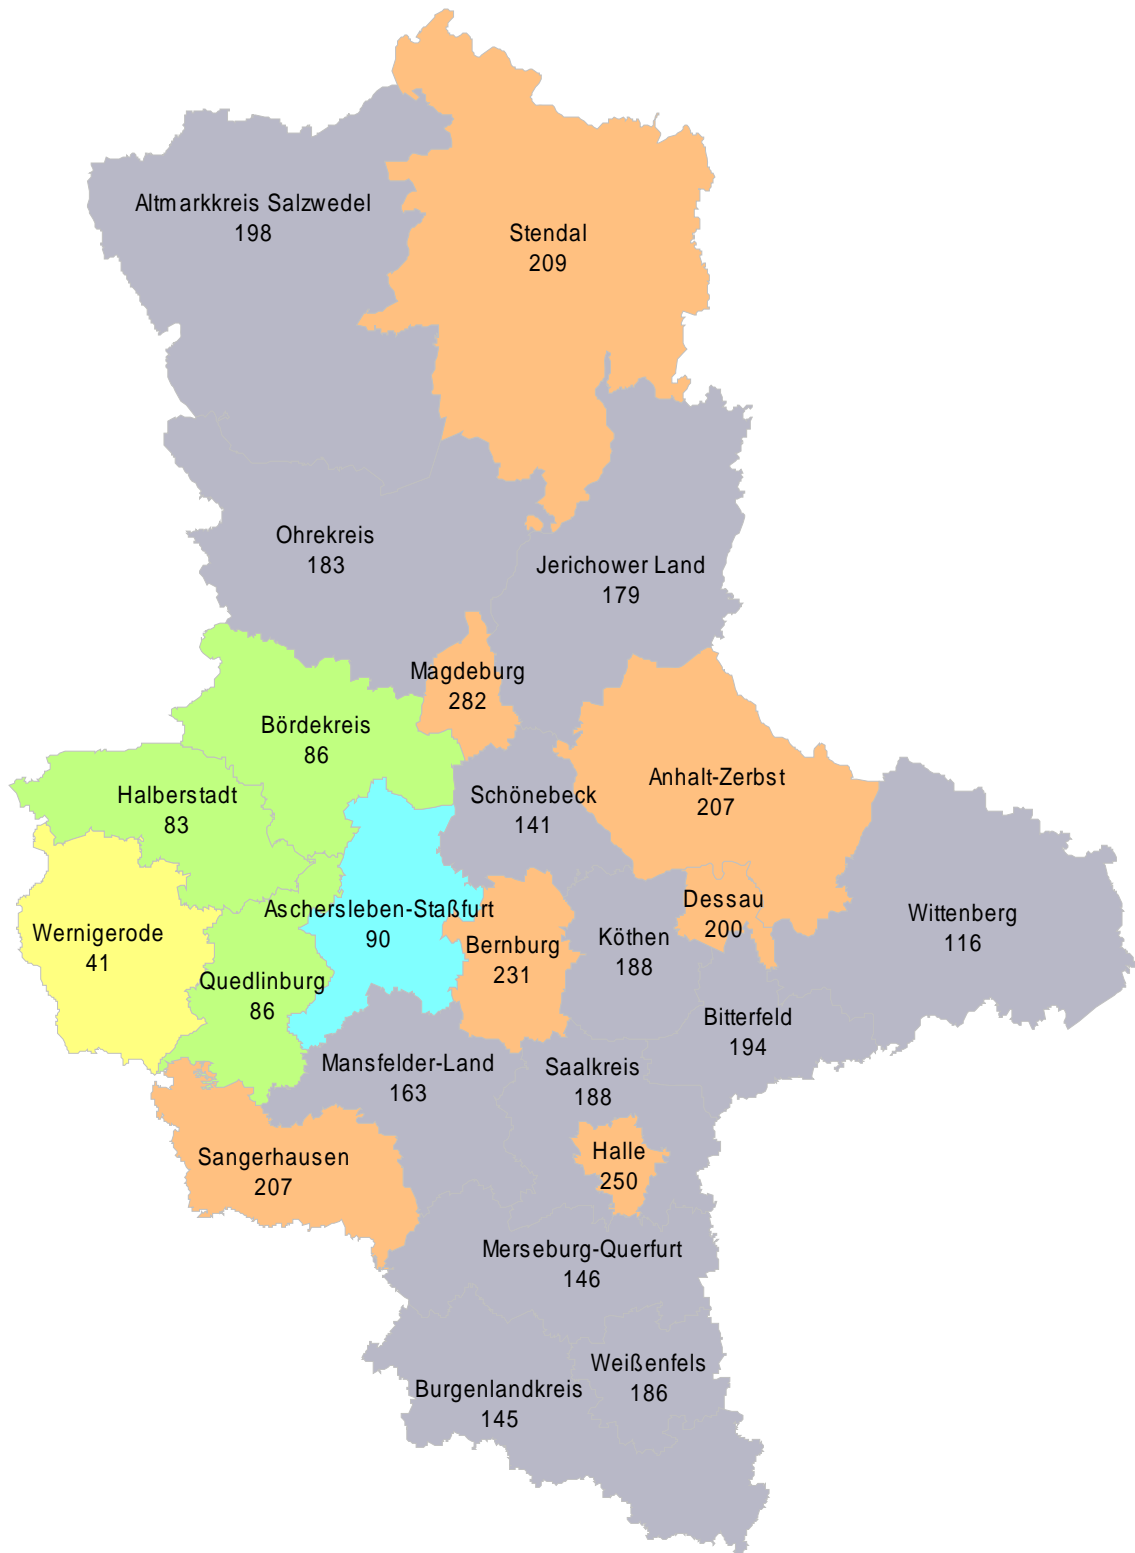 Altmarkkreis Salzwedel
198
Stendal
209
Ohrekreis
183
Jerichower Land
179
Magdeburg
282
Bördekreis
86
Halberstadt
83
Schönebeck
141
Anhalt-Zerbst
207
Wernigerode
41
Aschersleben-Staßfurt
90
Dessau
200
Wittenberg
116
Bernburg
231
Köthen
188
Quedlinburg
86
Bitterfeld
194
Mansfelder-Land
163
Saalkreis
188
Sangerhausen
207
Halle
250
Merseburg-Querfurt
146
Weißenfels
186
Burgenlandkreis
145